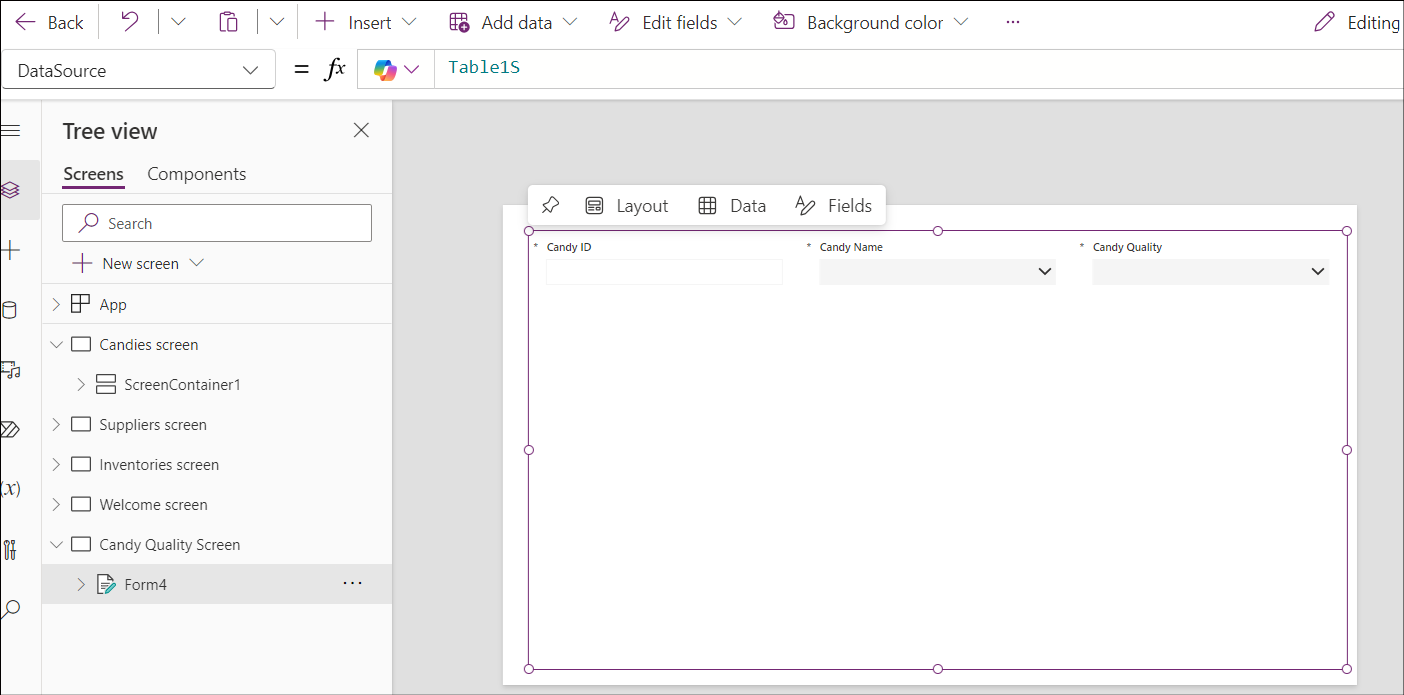 Back
Insert
Add data
Edit fields
Background color
...
Editing
DataSource
= fx
Table1S
Tree view
Screens Components
Search
New screen
App
Candies screen
ScreenContainer1
Suppliers screen
Inventories screen
Welcome screen
Candy Quality Screen
Form4
...
(x)
Layout Data Fields
* Candy ID
* Candy Name
* Candy Quality